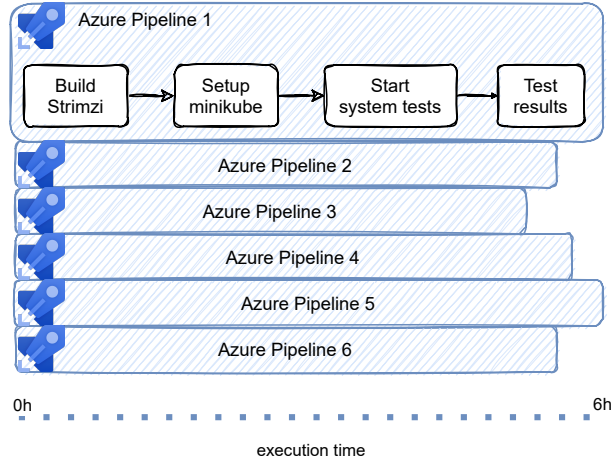 Azure Pipeline 1
Build
Strimzi
Setup
minikube
Start
system tests
Test
results
Azure Pipeline 2
Azure Pipeline 3
Azure Pipeline 4
Azure Pipeline 5
Azure Pipeline 6
0h
6h
execution time